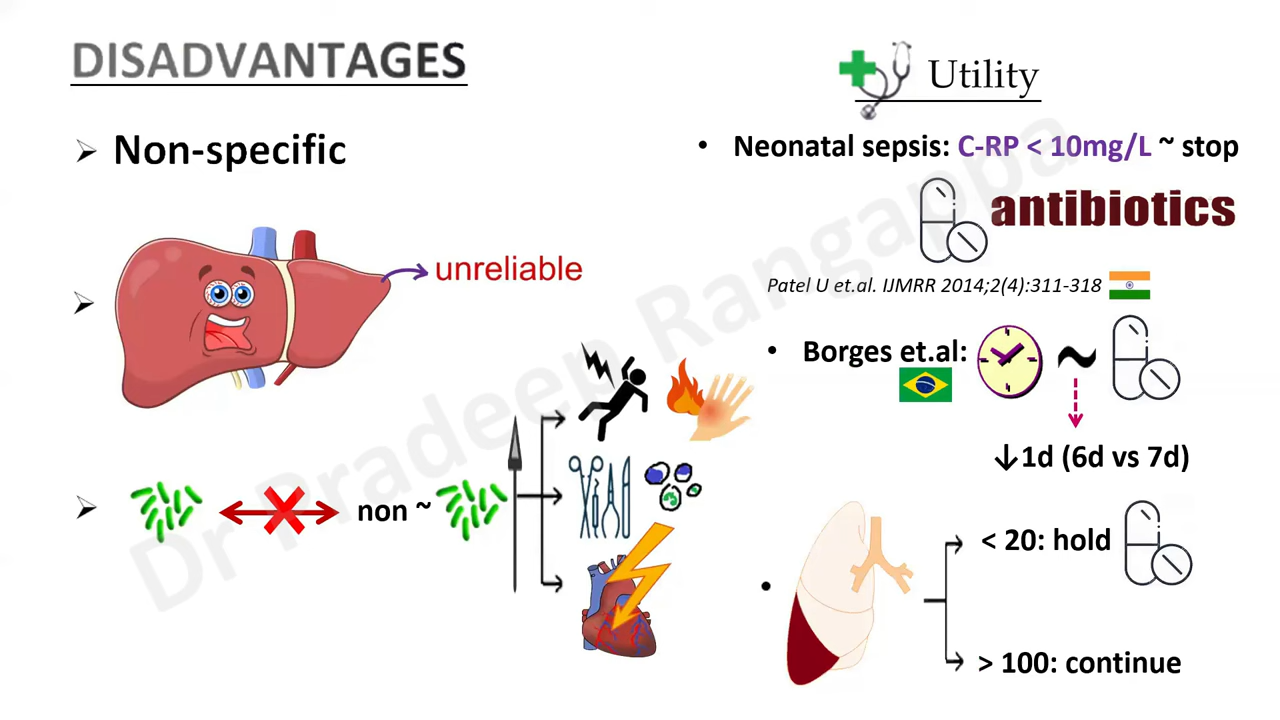 DISADVANTAGES
Non-specific
unreliable
non ~
Utility
Neonatal sepsis: C-RP < 10mg/L ~ stop
antibiotics
Patel U et.al. IJMRR 2014;2(4):311-318
Borges et.al: ~
↓1d (6d vs 7d)
< 20: hold
> 100: continue
Dr Pradeep Rangappa